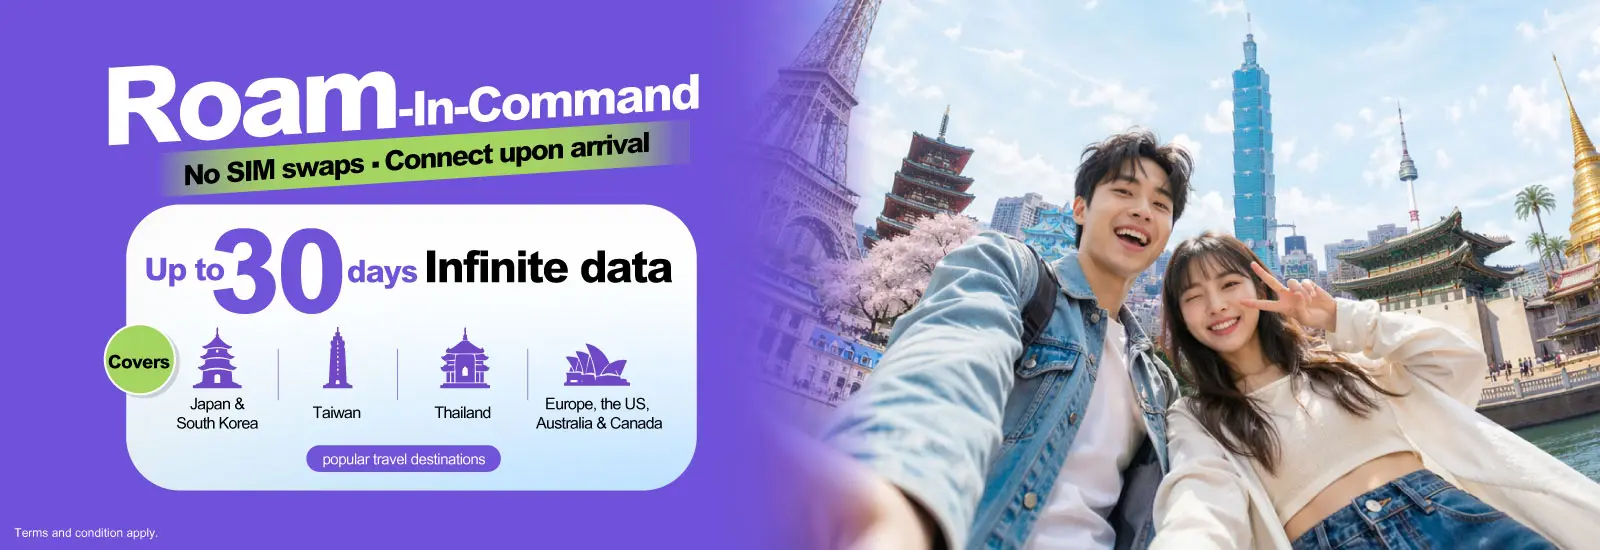 Roam-In-Command
No SIM swaps ▪ Connect upon arrival
Up to 30 days Infinite data
Covers
Japan &
South Korea
Taiwan
Thailand
Europe, the US,
Australia & Canada
popular travel destinations
Terms and condition apply.